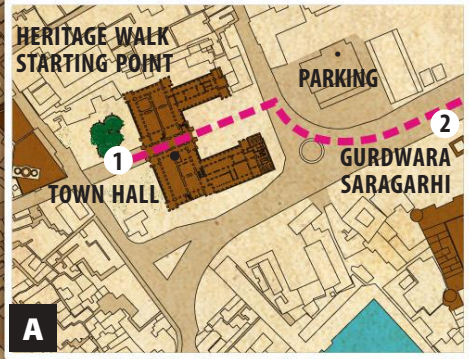 HERITAGE WALK
STARTING POINT
PARKING
1
2
TOWN HALL
GURDWARA
SARAGARHI
A